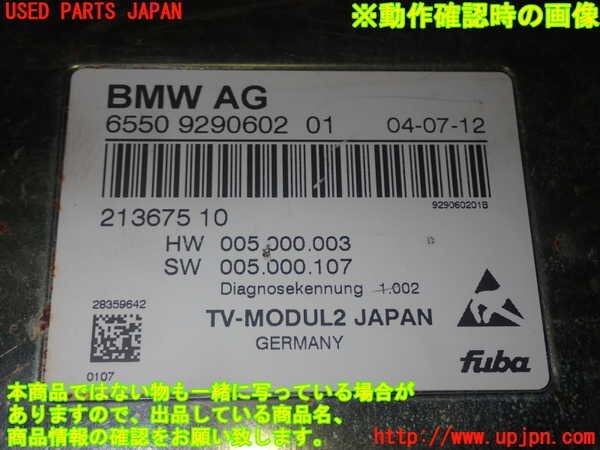 USED PARTS JAPAN
※動作確認時の画像
BMW AG
6550 9290602 01 04-07-12
929060201B
213675 10
HW 005.000.003
SW 005.000.107
Diagnosekennung 1.002
28359642
TV-MODUL2 JAPAN
GERMANY
0107
fuba
本商品ではない物も一緒に写っている場合が
ありますので、出品している商品名、
商品情報の確認をお願い致します。
http://www.upjpn.com/